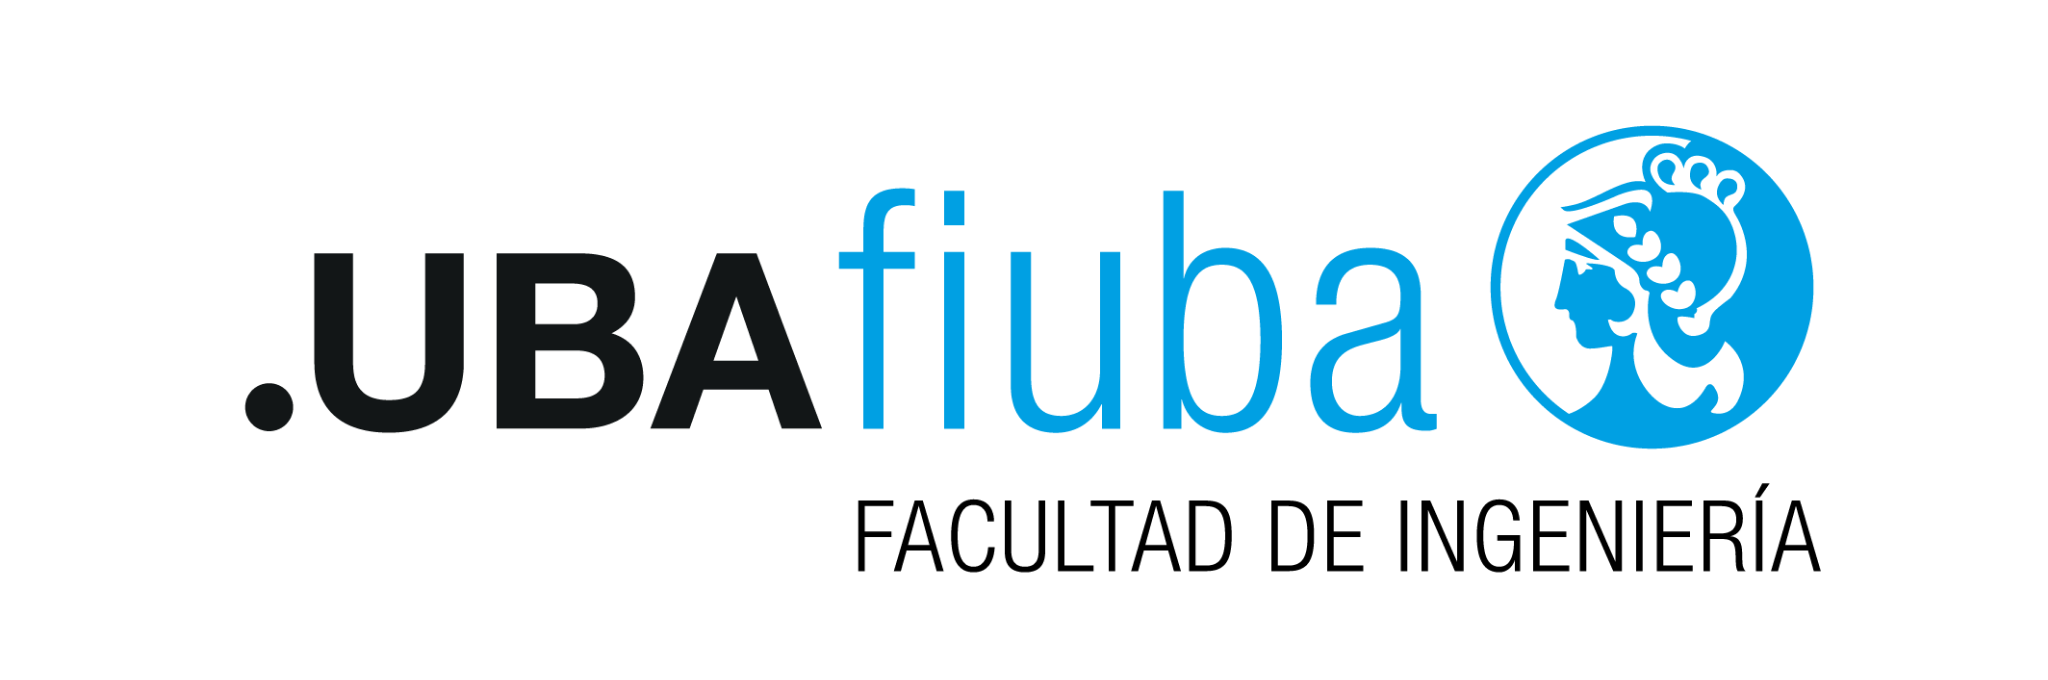 .UBAfiuba
FACULTAD DE INGENIERÍA